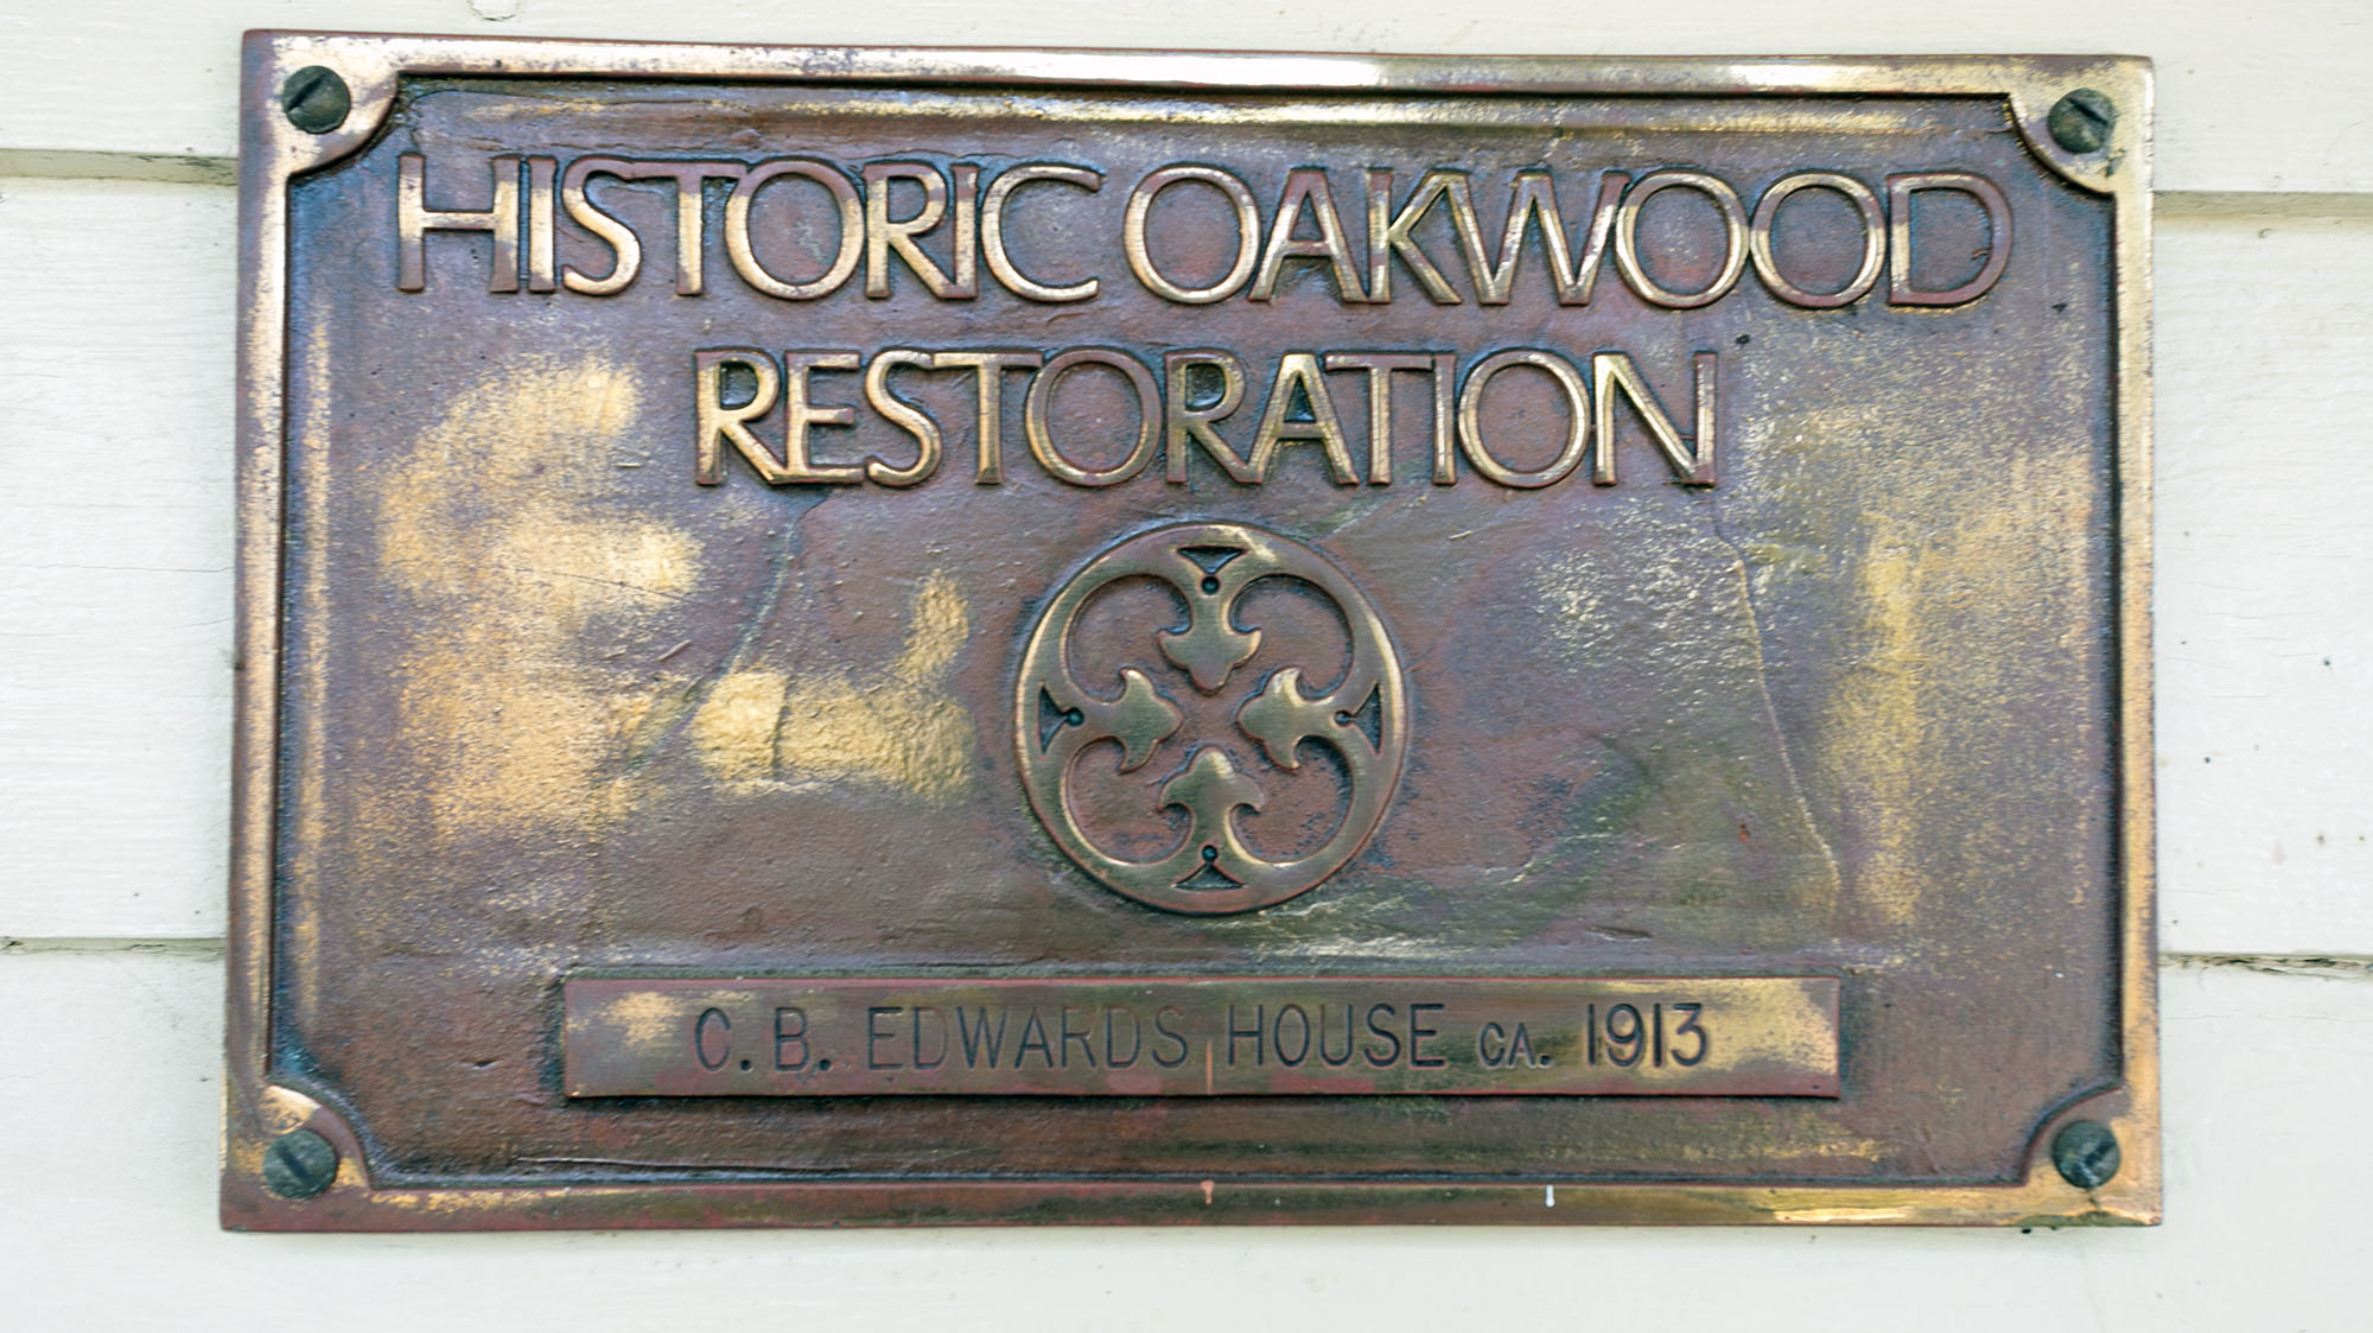 HISTORIC OAKWOOD
RESTORATION
C. B. EDWARDS HOUSE CA. 1913